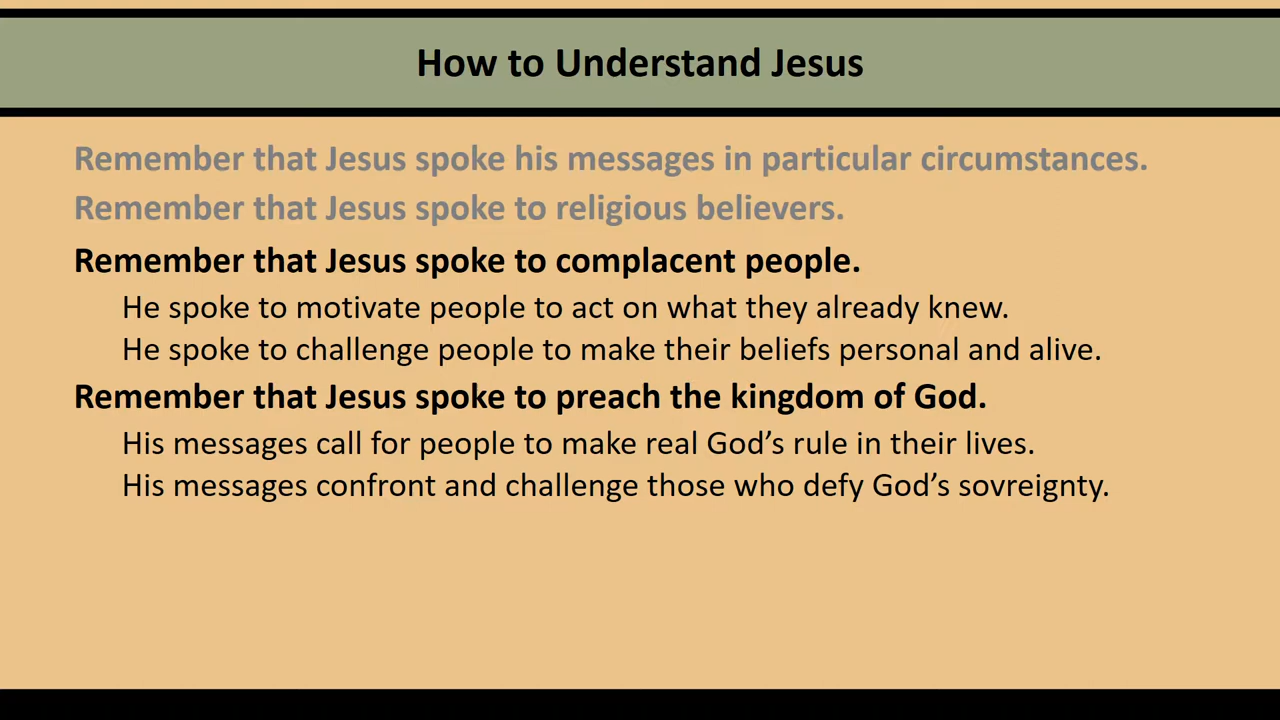 How to Understand Jesus
Remember that Jesus spoke his messages in particular circumstances.
Remember that Jesus spoke to religious believers.
Remember that Jesus spoke to complacent people.
He spoke to motivate people to act on what they already knew.
He spoke to challenge people to make their beliefs personal and alive.
Remember that Jesus spoke to preach the kingdom of God.
His messages call for people to make real God’s rule in their lives.
His messages confront and challenge those who defy God’s sovreignty.